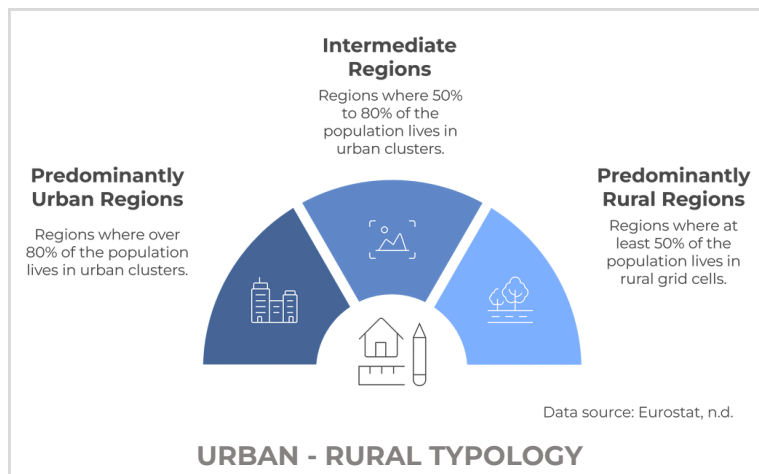 Intermediate
Regions
Regions where 50%
to 80% of the
population lives in
urban clusters.
Predominantly
Urban Regions
Regions where over
80% of the population
lives in urban clusters.
Predominantly
Rural Regions
Regions where at
least 50% of the
population lives in
rural grid cells.
Data source: Eurostat, n.d.
URBAN - RURAL TYPOLOGY